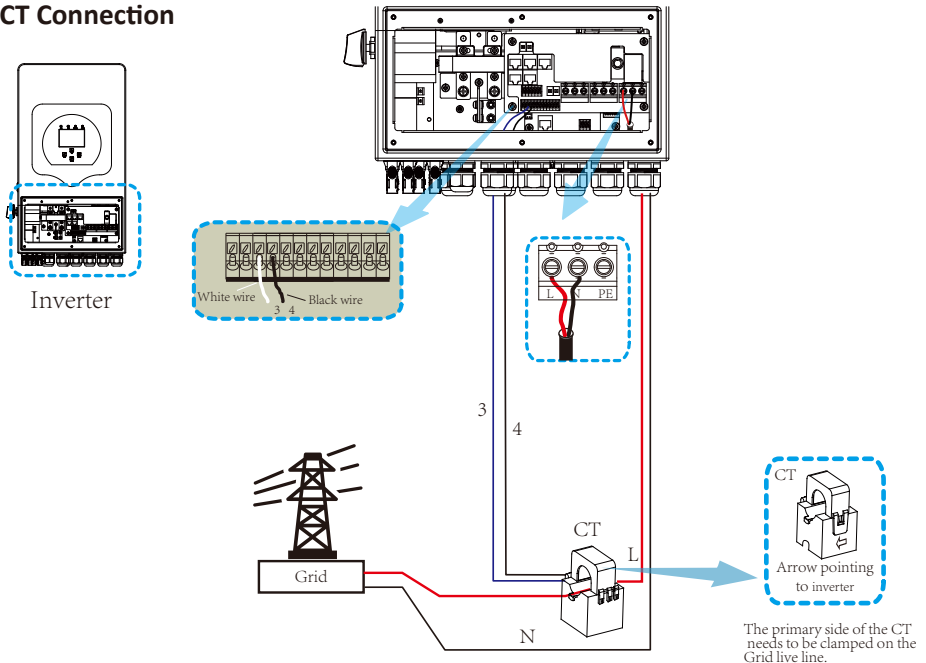 CT Connection
Inverter
White wire
Black wire
3 4
L N PE
3
4
CT
L
Grid
N
CT
Arrow pointing
to inverter
The primary side of the CT
needs to be clamped on the
Grid live line.